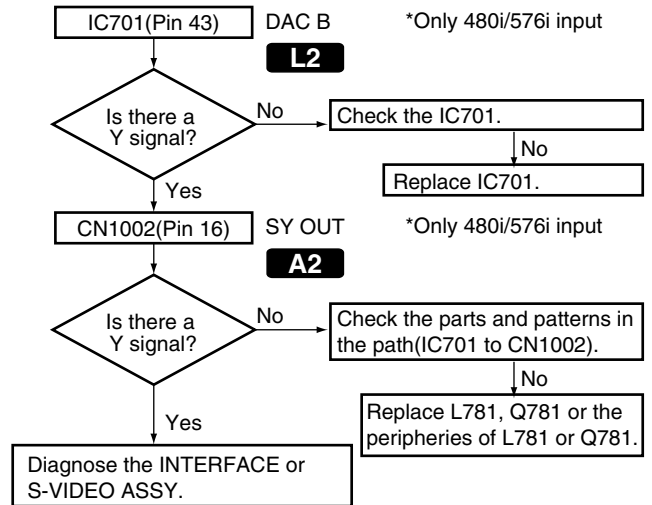 IC701(Pin 43) DAC B *Only 480i/576i input
L2
Is there a
Y signal?
No
Check the IC701.
No
Replace IC701.
Yes
CN1002(Pin 16) SY OUT *Only 480i/576i input
A2
Is there a
Y signal?
No
Check the parts and patterns in
the path(IC701 to CN1002).
No
Replace L781, Q781 or the
peripheries of L781 or Q781.
Yes
Diagnose the INTERFACE or
S-VIDEO ASSY.